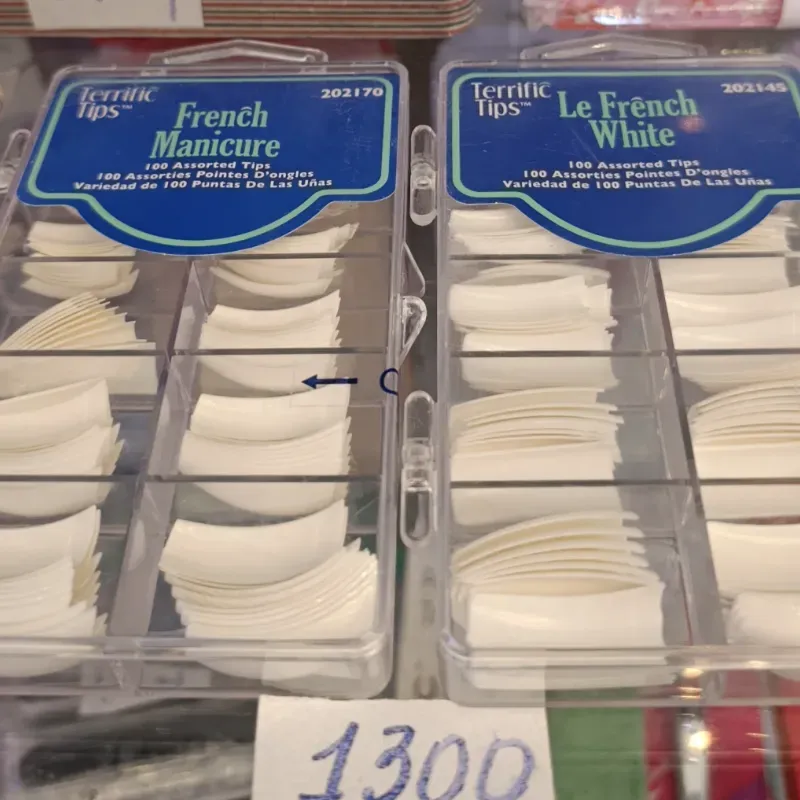 Terrific
Tips™
202170
French
Manicure
100 Assorted Tips
100 Assorties Pointes D'ongles
Variedad de 100 Puntas De Las Uñas
Terrific
Tips™
202145
Le Frênch
White
100 Assorted Tips
100 Assorties Pointes D'ongles
Variedad de 100 Puntas De Las Uñas
1300